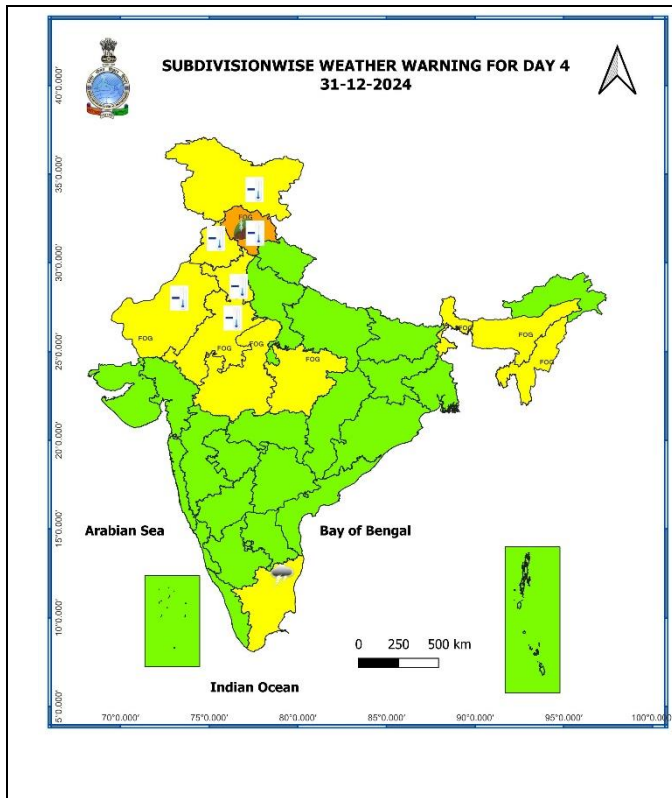 SUBDIVISIONWISE WEATHER WARNING FOR DAY 4
31-12-2024
40°0.000'
35°0.000'
30°0.000'
25°0.000'
20°0.000'
15°0.000'
10°0.000'
5°0.000'
FOG
FOG
FOG
FOG
FOG
FOG
FOG
Arabian Sea
Bay of Bengal
0 250 500 km
Indian Ocean
70°0.000' 75°0.000' 80°0.000' 85°0.000' 90°0.000' 95°0.000' 100°0.000'